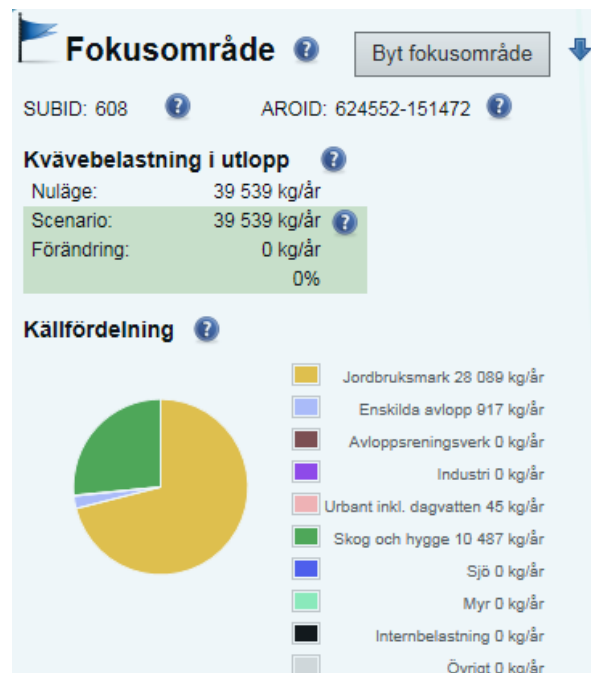 Fokusområde ? Byt fokusområde
SUBID: 608 ? AROID: 624552-151472 ?
Kvävebelastning i utlopp ?
Nuläge: 39 539 kg/år
Scenario: 39 539 kg/år ?
Förändring: 0 kg/år
0%
Källfördelning ?
Jordbruksmark 28 089 kg/år
Enskilda avlopp 917 kg/år
Avloppsreningsverk 0 kg/år
Industri 0 kg/år
Urbant inkl. dagvatten 45 kg/år
Skog och hygge 10 487 kg/år
Sjö 0 kg/år
Myr 0 kg/år
Internbelastning 0 kg/år
Övrigt 0 kg/år